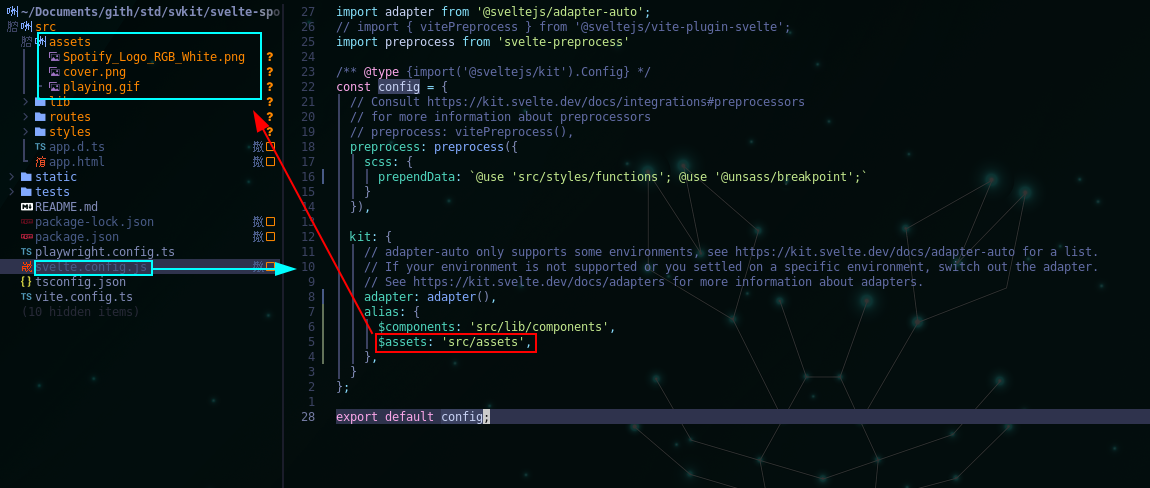 ~/Documents/gith/std/svkit/svelte-spo
src
assets
Spotify_Logo_RGB_White.png ?
cover.png ?
playing.gif ?
lib ?
routes ?
styles ?
TS app.d.ts
app.html
static
tests
README.md
package-lock.json
package.json
TS playwright.config.ts
svelte.config.js
{} tsconfig.json
TS vite.config.ts
(10 hidden items)
27 import adapter from '@sveltejs/adapter-auto';
26 // import { vitePreprocess } from '@sveltejs/vite-plugin-svelte';
25 import preprocess from 'svelte-preprocess'
24
23 /** @type {import('@sveltejs/kit').Config} */
22 const config = {
21 // Consult https://kit.svelte.dev/docs/integrations#preprocessors
20 // for more information about preprocessors
19 // preprocess: vitePreprocess(),
18 preprocess: preprocess({
17 scss: {
16 prependData: `@use 'src/styles/functions'; @use '@unsass/breakpoint';`
15 }
14 }),
13
12 kit: {
11 // adapter-auto only supports some environments, see https://kit.svelte.dev/docs/adapter-auto for a list.
10 // If your environment is not supported or you settled on a specific environment, switch out the adapter.
9 // See https://kit.svelte.dev/docs/adapters for more information about adapters.
8 adapter: adapter(),
7 alias: {
6 $components: 'src/lib/components',
5 $assets: 'src/assets',
4 },
3 }
2 };
1
28 export default config;